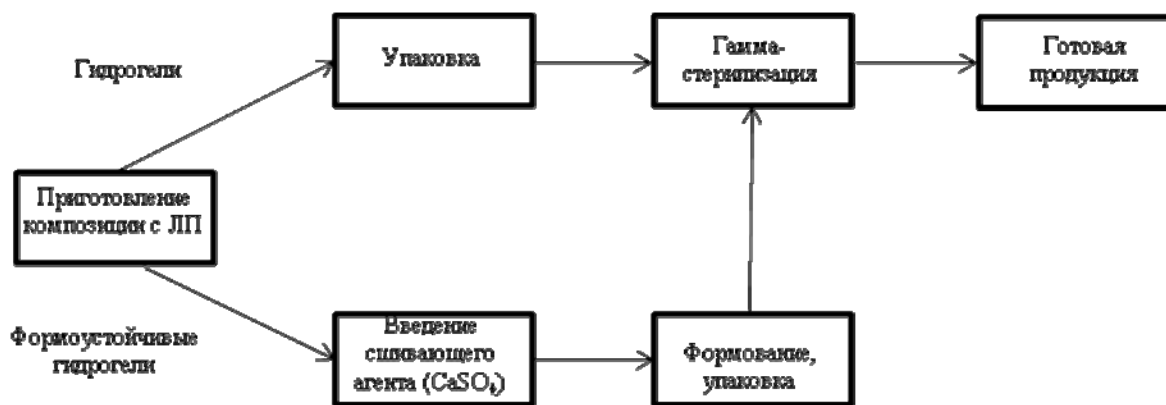 Гидрогели
Упаковка
Гамма-
стерилизация
Готовая
продукция
Приготовление
композиции с ЛП
Формоустойчивые
гидрогели
Введение
сшивающего
агента (CaSO₄)
Формование,
упаковка